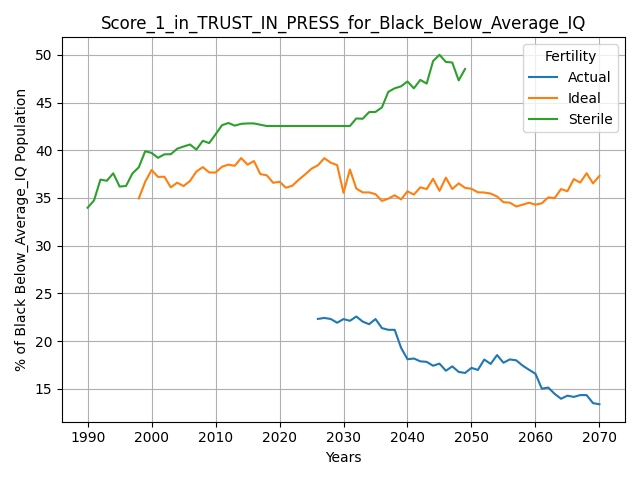 Score_1_in_TRUST_IN_PRESS_for_Black_Below_Average_IQ
% of Black Below_Average_IQ Population
50
45
40
35
30
25
20
15
Fertility
Actual
Ideal
Sterile
1990 2000 2010 2020 2030 2040 2050 2060 2070
Years